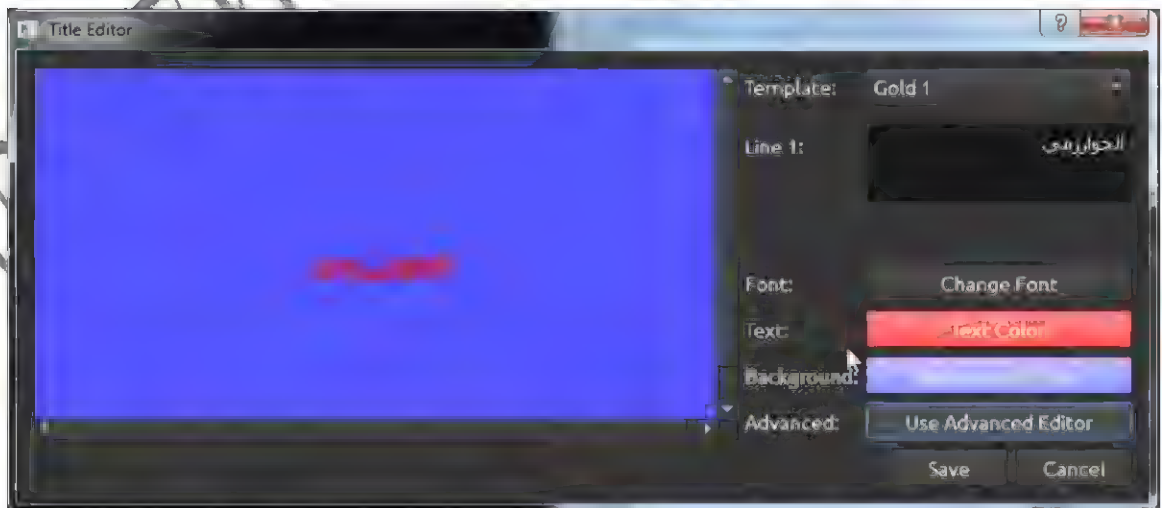 Title Editor
Template: Gold 1
Line 1: الخوارزمي
Font: Change Font
Text: Text Color
Background:
Advanced: Use Advanced Editor
Save Cancel